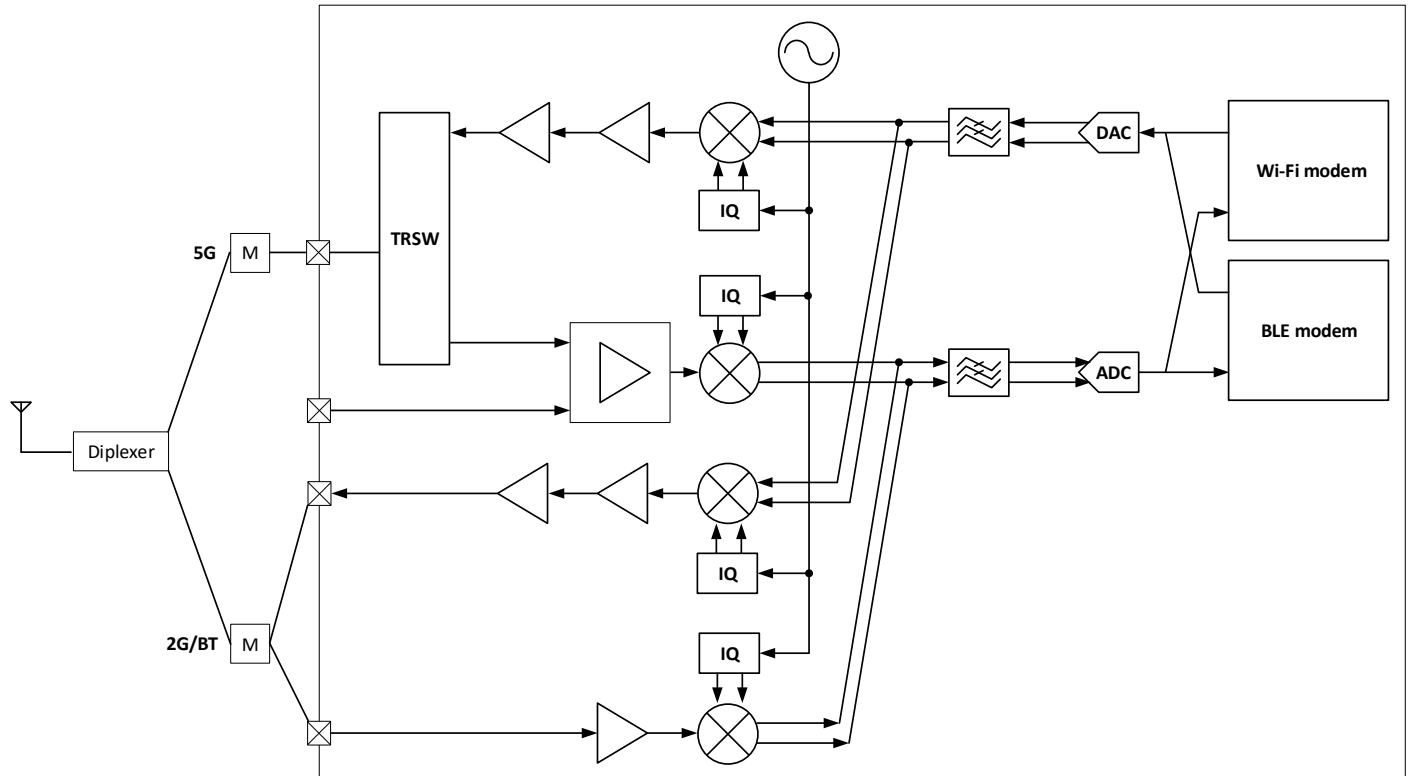 DAC
Wi-Fi modem
IQ
TRSW
5G
M
IQ
BLE modem
ADC
Diplexer
IQ
2G/BT
M
IQ